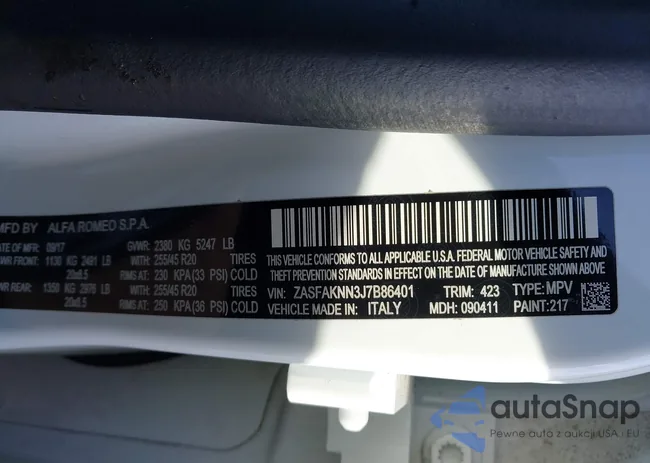 MFD BY ALFA ROMEO S.P.A.
DATE OF MFR: 09/17 GVWR: 2380 KG 5247 LB
GAWR FRONT: 1130 KG 2491 LB WITH: 255/45 R20 TIRES
20x8.5 RIMS AT: 230 KPA (33 PSI) COLD
GAWR REAR: 1350 KG 2976 LB WITH: 255/45 R20 TIRES
20x8.5 RIMS AT: 250 KPA (36 PSI) COLD
THIS VEHICLE CONFORMS TO ALL APPLICABLE U.S.A. FEDERAL MOTOR VEHICLE SAFETY AND
THEFT PREVENTION STANDARDS IN EFFECT ON THE DATE OF MANUFACTURE SHOWN ABOVE.
VIN: ZASFAKNN3J7B86401 TRIM: 423 TYPE: MPV
VEHICLE MADE IN: ITALY MDH: 090411 PAINT: 217
autaSnap
Pewne auto z aukcji USA i EU